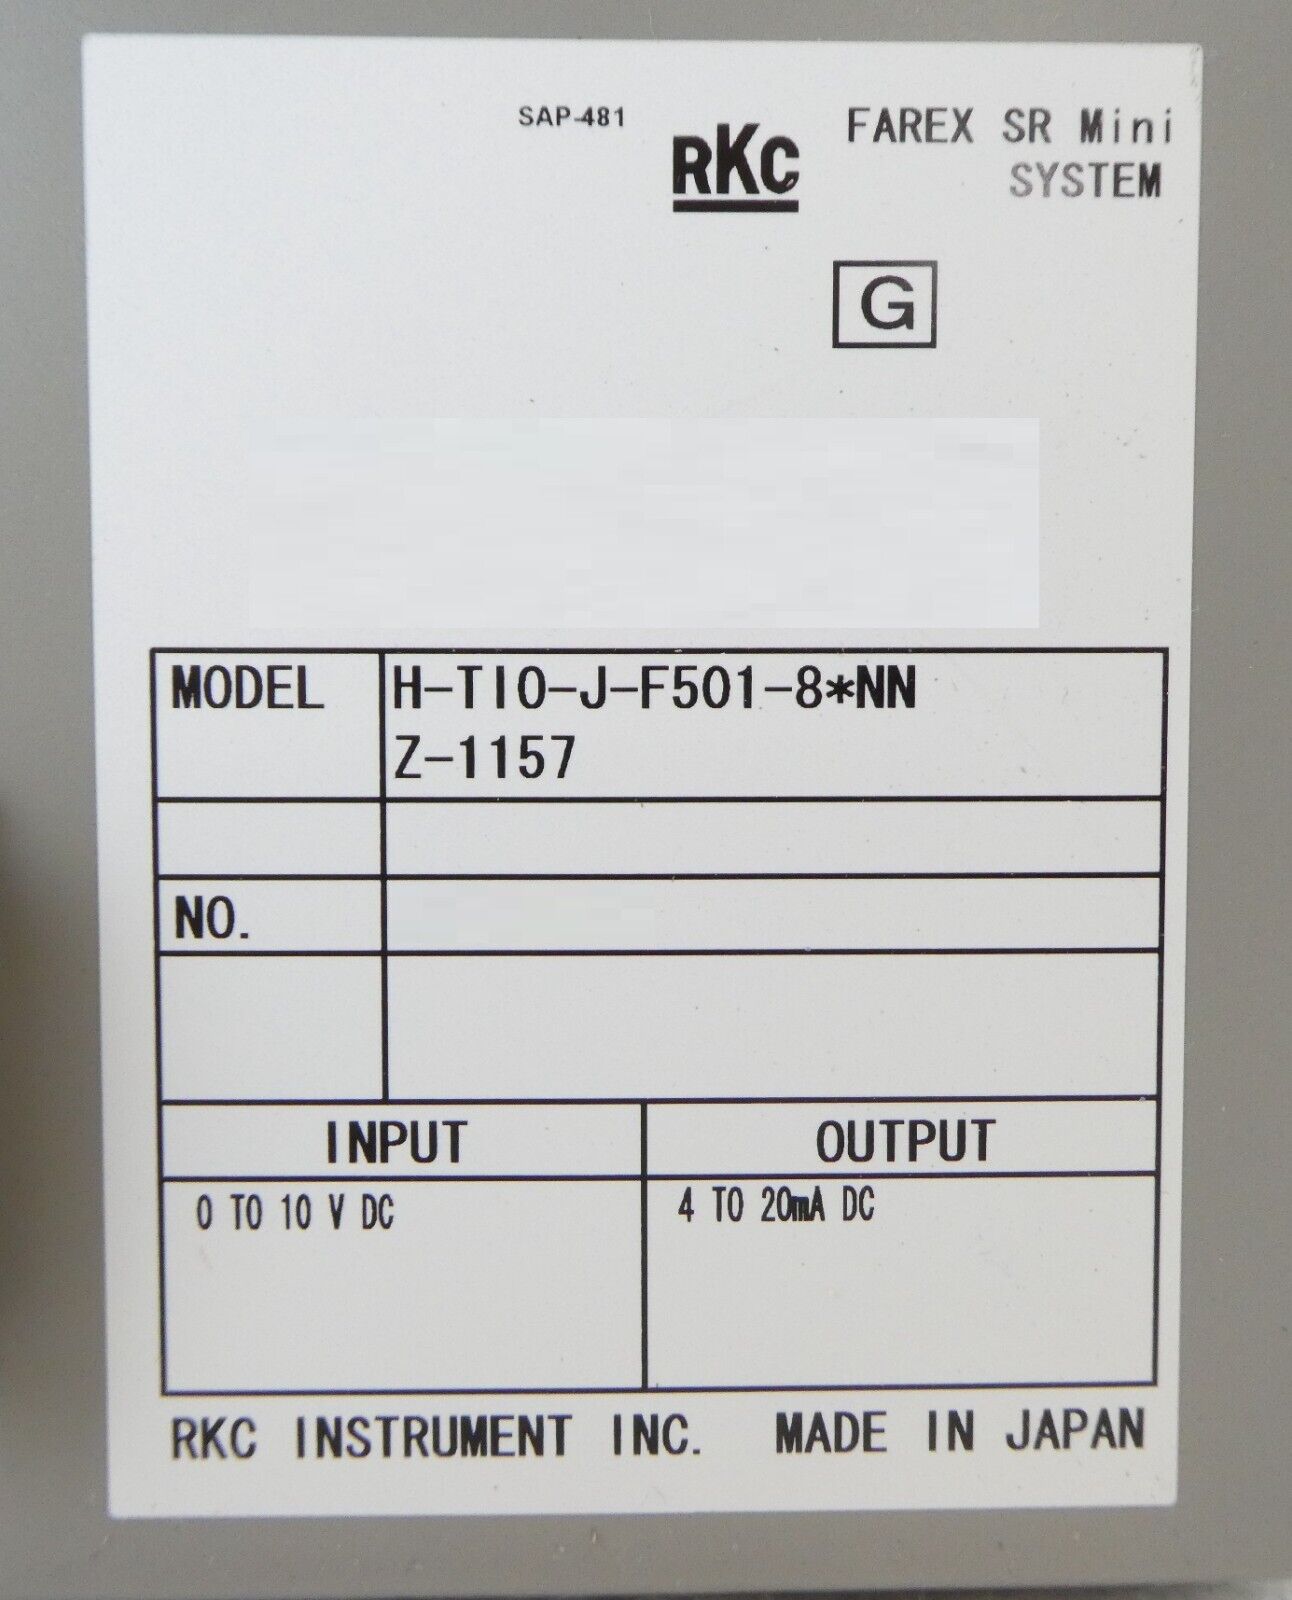 SAP-481
RKC
FAREX SR Mini
SYSTEM
G
MODEL H-TIO-J-F501-8*NN
Z-1157
NO.
INPUT OUTPUT
0 TO 10 V DC 4 TO 20mA DC
RKC INSTRUMENT INC. MADE IN JAPAN